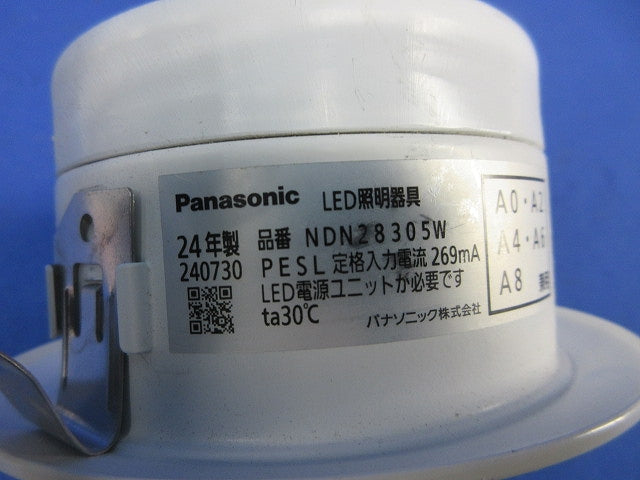 Panasonic LED照明器具
24年製 品番 NDN28305W
240730 PESL 定格入力電流 269mA
LED電源ユニットが必要です
ta30℃ パナソニック株式会社
A0・A2
A4・A6
A8 兼用